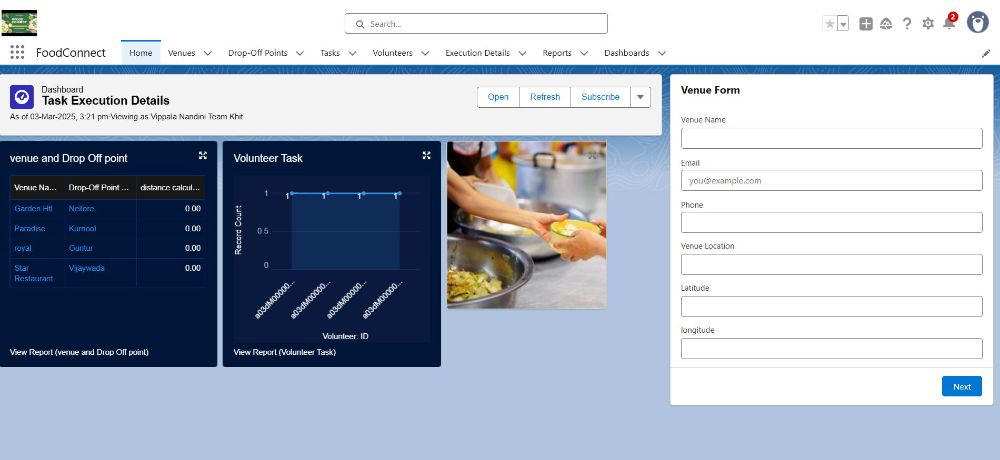 FOOD
CONNECT
Search...
2
FoodConnect
Home
Venues
Drop-Off Points
Tasks
Volunteers
Execution Details
Reports
Dashboards
Dashboard
Task Execution Details
As of 03-Mar-2025, 3:21 pm·Viewing as Vippala Nandini Team Khit
Open
Refresh
Subscribe
venue and Drop Off point
Venue Na... Drop-Off Point ... distance calcul...
Garden Htl Nellore 0.00
Paradise Kurnool 0.00
royal Guntur 0.00
Star Restaurant Vijaywada 0.00
View Report (venue and Drop Off point)
Volunteer Task
Record Count
1
0.5
0
1 1 1 1
a03dM00000... a03dM00000... a03dM00000... a03dM00000...
Volunteer: ID
View Report (Volunteer Task)
Venue Form
Venue Name
Email
you@example.com
Phone
Venue Location
Latitude
longitude
Next